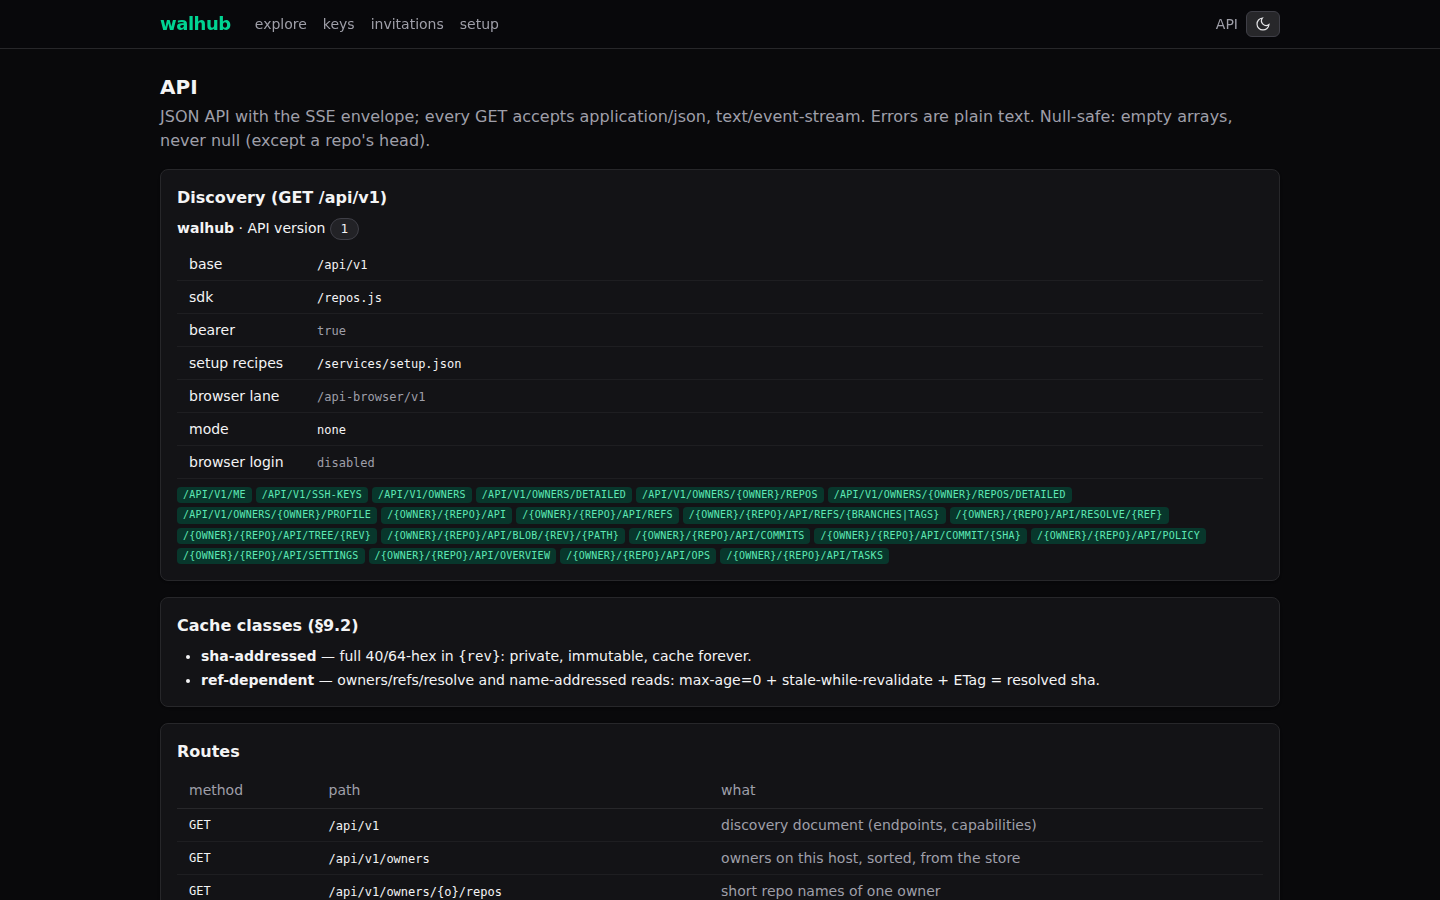 walhub explore keys invitations setup API
API
JSON API with the SSE envelope; every GET accepts application/json, text/event-stream. Errors are plain text. Null-safe: empty arrays,
never null (except a repo's head).
Discovery (GET /api/v1)
walhub · API version 1
base /api/v1
sdk /repos.js
bearer true
setup recipes /services/setup.json
browser lane /api-browser/v1
mode none
browser login disabled
/API/V1/ME /API/V1/SSH-KEYS /API/V1/OWNERS /API/V1/OWNERS/DETAILED /API/V1/OWNERS/{OWNER}/REPOS /API/V1/OWNERS/{OWNER}/REPOS/DETAILED
/API/V1/OWNERS/{OWNER}/PROFILE /{OWNER}/{REPO}/API /{OWNER}/{REPO}/API/REFS /{OWNER}/{REPO}/API/REFS/{BRANCHES|TAGS} /{OWNER}/{REPO}/API/RESOLVE/{REF}
/{OWNER}/{REPO}/API/TREE/{REV} /{OWNER}/{REPO}/API/BLOB/{REV}/{PATH} /{OWNER}/{REPO}/API/COMMITS /{OWNER}/{REPO}/API/COMMIT/{SHA} /{OWNER}/{REPO}/API/POLICY
/{OWNER}/{REPO}/API/SETTINGS /{OWNER}/{REPO}/API/OVERVIEW /{OWNER}/{REPO}/API/OPS /{OWNER}/{REPO}/API/TASKS
Cache classes (§9.2)
• sha-addressed — full 40/64-hex in {rev}: private, immutable, cache forever.
• ref-dependent — owners/refs/resolve and name-addressed reads: max-age=0 + stale-while-revalidate + ETag = resolved sha.
Routes
method path what
GET /api/v1 discovery document (endpoints, capabilities)
GET /api/v1/owners owners on this host, sorted, from the store
GET /api/v1/owners/{o}/repos short repo names of one owner